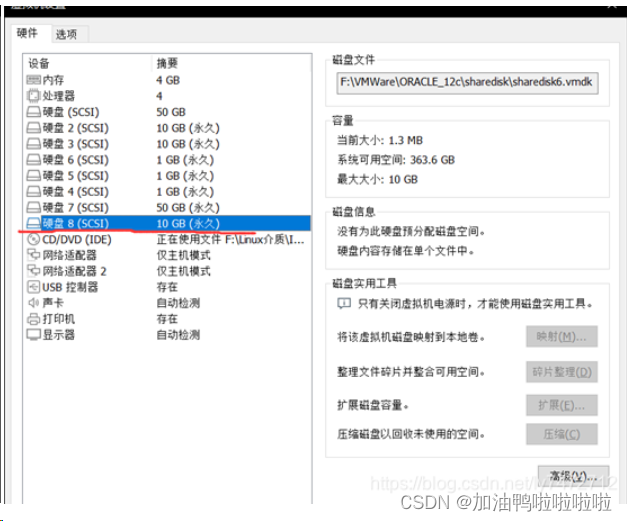 硬件 选项
设备 摘要
内存 4 GB
处理器 4
硬盘 (SCSI) 50 GB
硬盘 2 (SCSI) 10 GB (永久)
硬盘 3 (SCSI) 10 GB (永久)
硬盘 6 (SCSI) 1 GB (永久)
硬盘 5 (SCSI) 1 GB (永久)
硬盘 4 (SCSI) 1 GB (永久)
硬盘 7 (SCSI) 50 GB (永久)
硬盘 8 (SCSI) 10 GB (永久)
CD/DVD (IDE) 正在使用文件 F:\Linux介质\I...
网络适配器 仅主机模式
网络适配器 2 仅主机模式
USB 控制器 存在
声卡 自动检测
打印机 存在
显示器 自动检测
磁盘文件
F:\VMWare\ORACLE_12c\sharedisk\sharedisk6.vmdk
容量
当前大小: 1.3 MB
系统可用空间: 363.6 GB
最大大小: 10 GB
磁盘信息
没有为此硬盘预分配磁盘空间。
硬盘内容存储在单个文件中。
磁盘实用工具
只有关闭虚拟机电源时，才能使用磁盘实用工具。
将该虚拟机磁盘映射到本地卷。 映射(M)...
整理文件碎片并整合可用空间。 碎片整理(D)
扩展磁盘容量。 扩展(E)...
压缩磁盘以回收未使用的空间。 压缩(C)
高级(V)...
https://blog.csdn.net/
CSDN @加油鸭啦啦啦啦啦